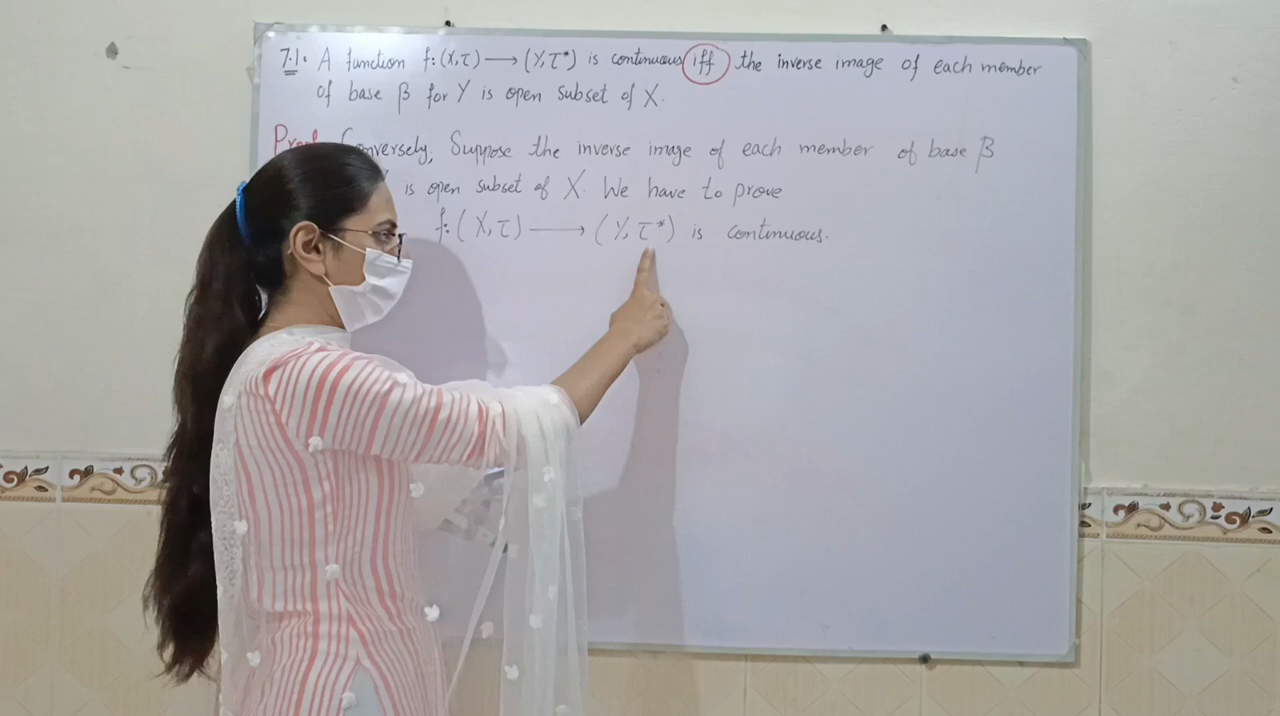 7.1. A function f: (X,τ) ⟶ (Y,τ*) is continuous iff the inverse image of each member
of base β for Y is open subset of X.
Proof Conversely, Suppose the inverse image of each member of base β
is open subset of X. We have to prove
f: (X,τ) ⟶ (Y,τ*) is continuous.